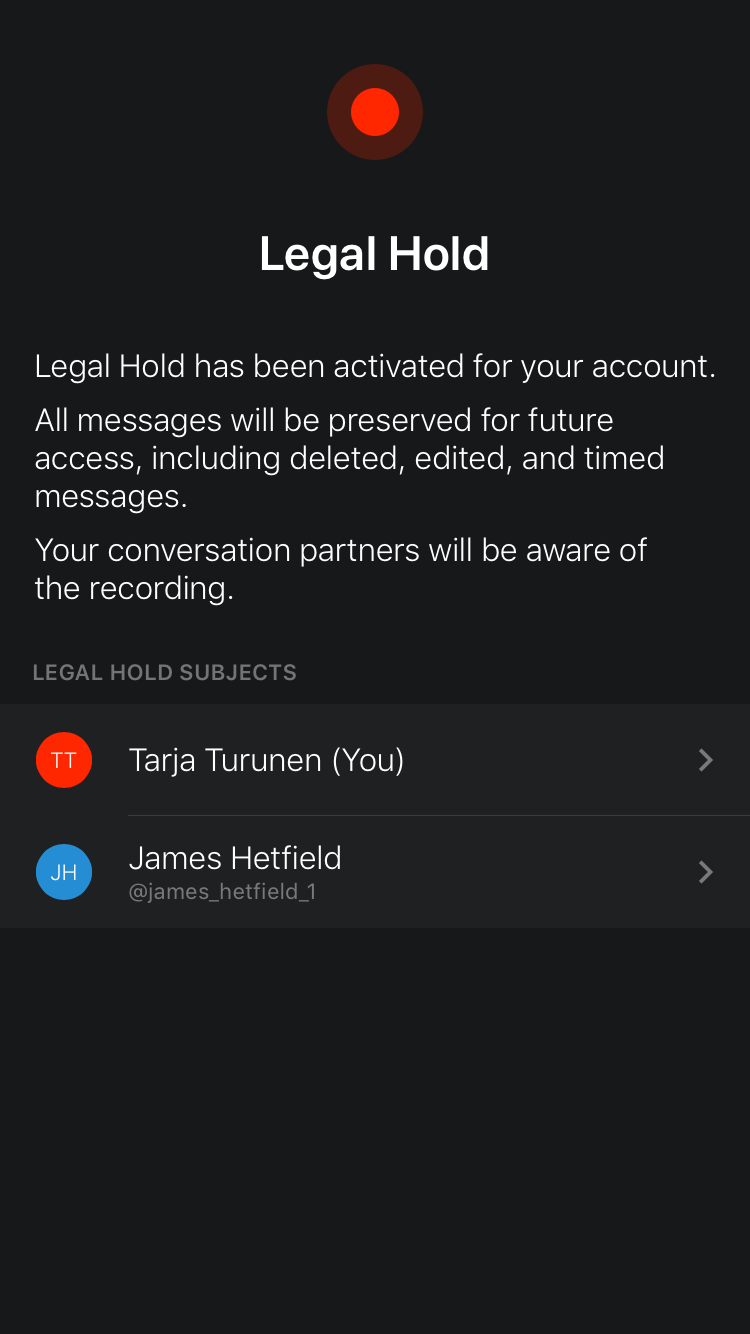 Legal Hold
Legal Hold has been activated for your account.
All messages will be preserved for future
access, including deleted, edited, and timed
messages.
Your conversation partners will be aware of
the recording.
LEGAL HOLD SUBJECTS
TT
Tarja Turunen (You)
JH
James Hetfield
@james_hetfield_1